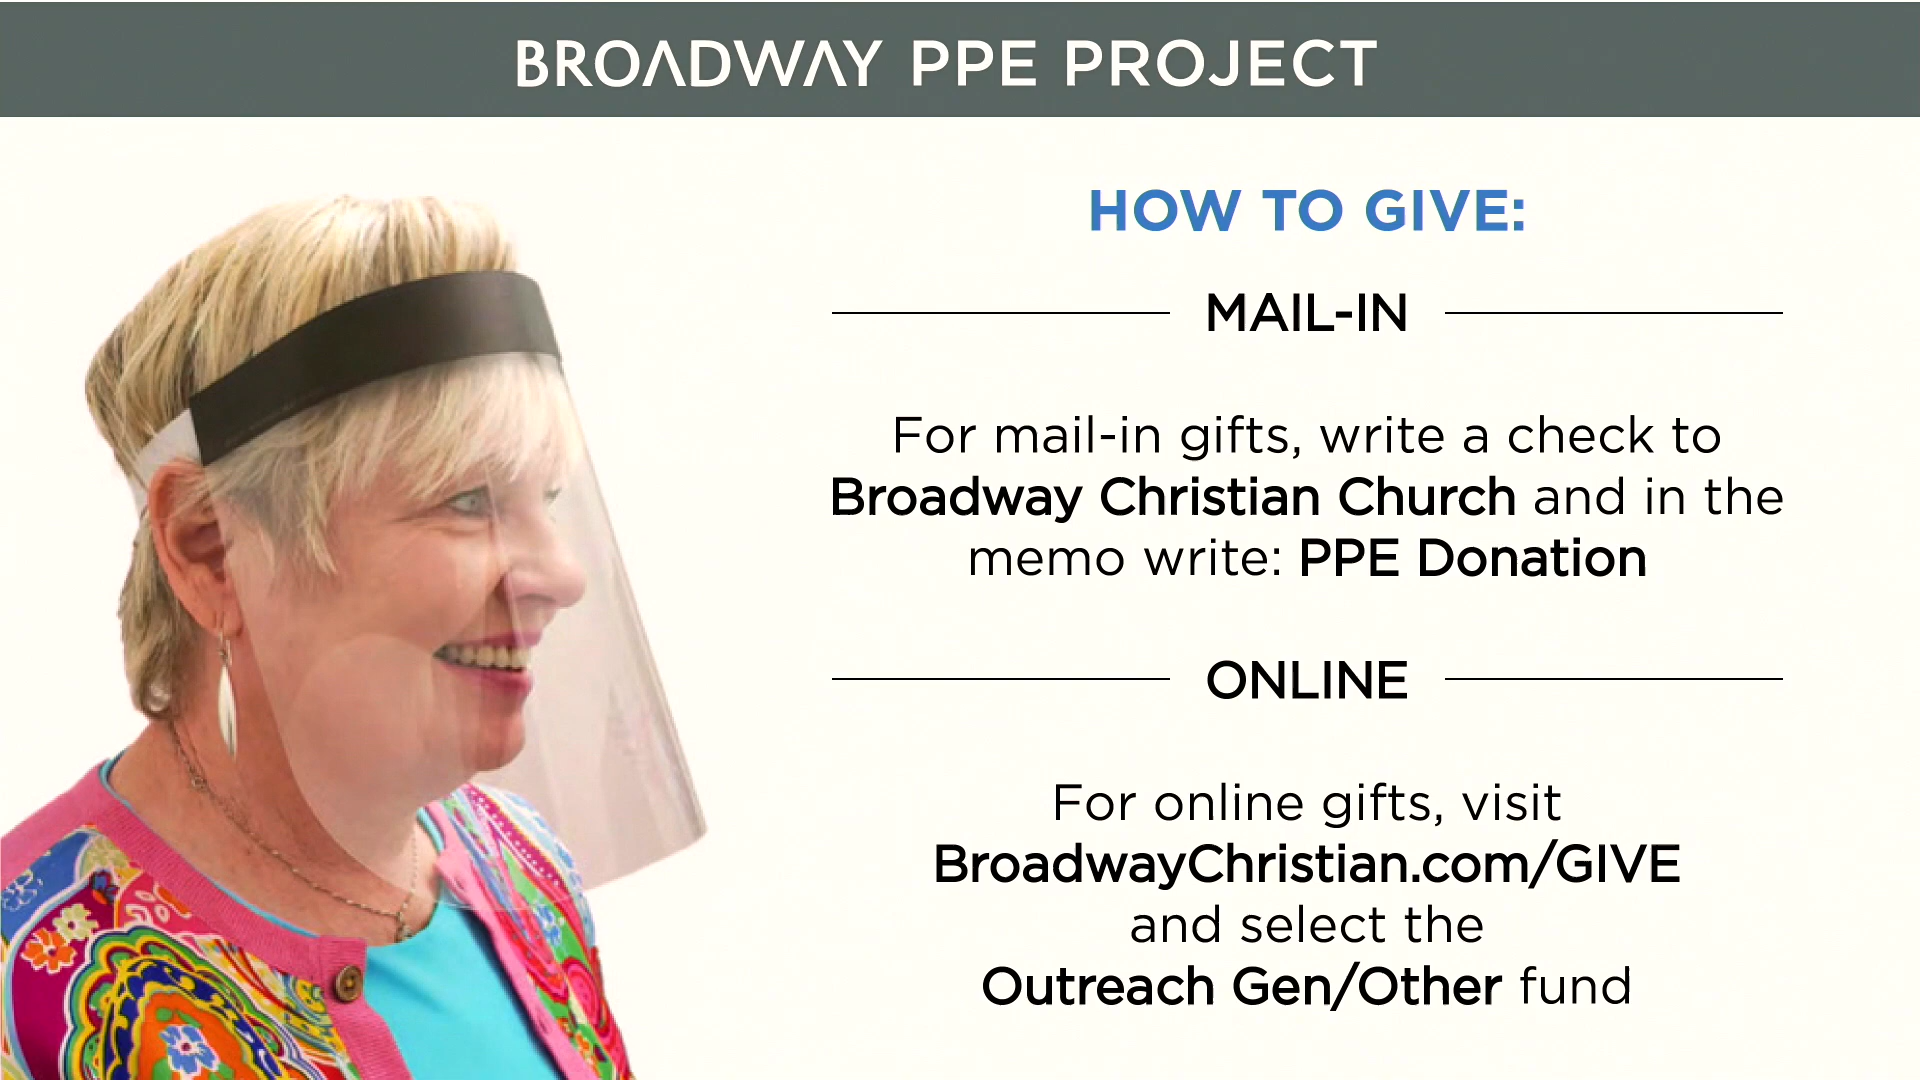 BROADWAY PPE PROJECT
HOW TO GIVE:
MAIL-IN
For mail-in gifts, write a check to
Broadway Christian Church and in the
memo write: PPE Donation
ONLINE
For online gifts, visit
BroadwayChristian.com/GIVE
and select the
Outreach Gen/Other fund